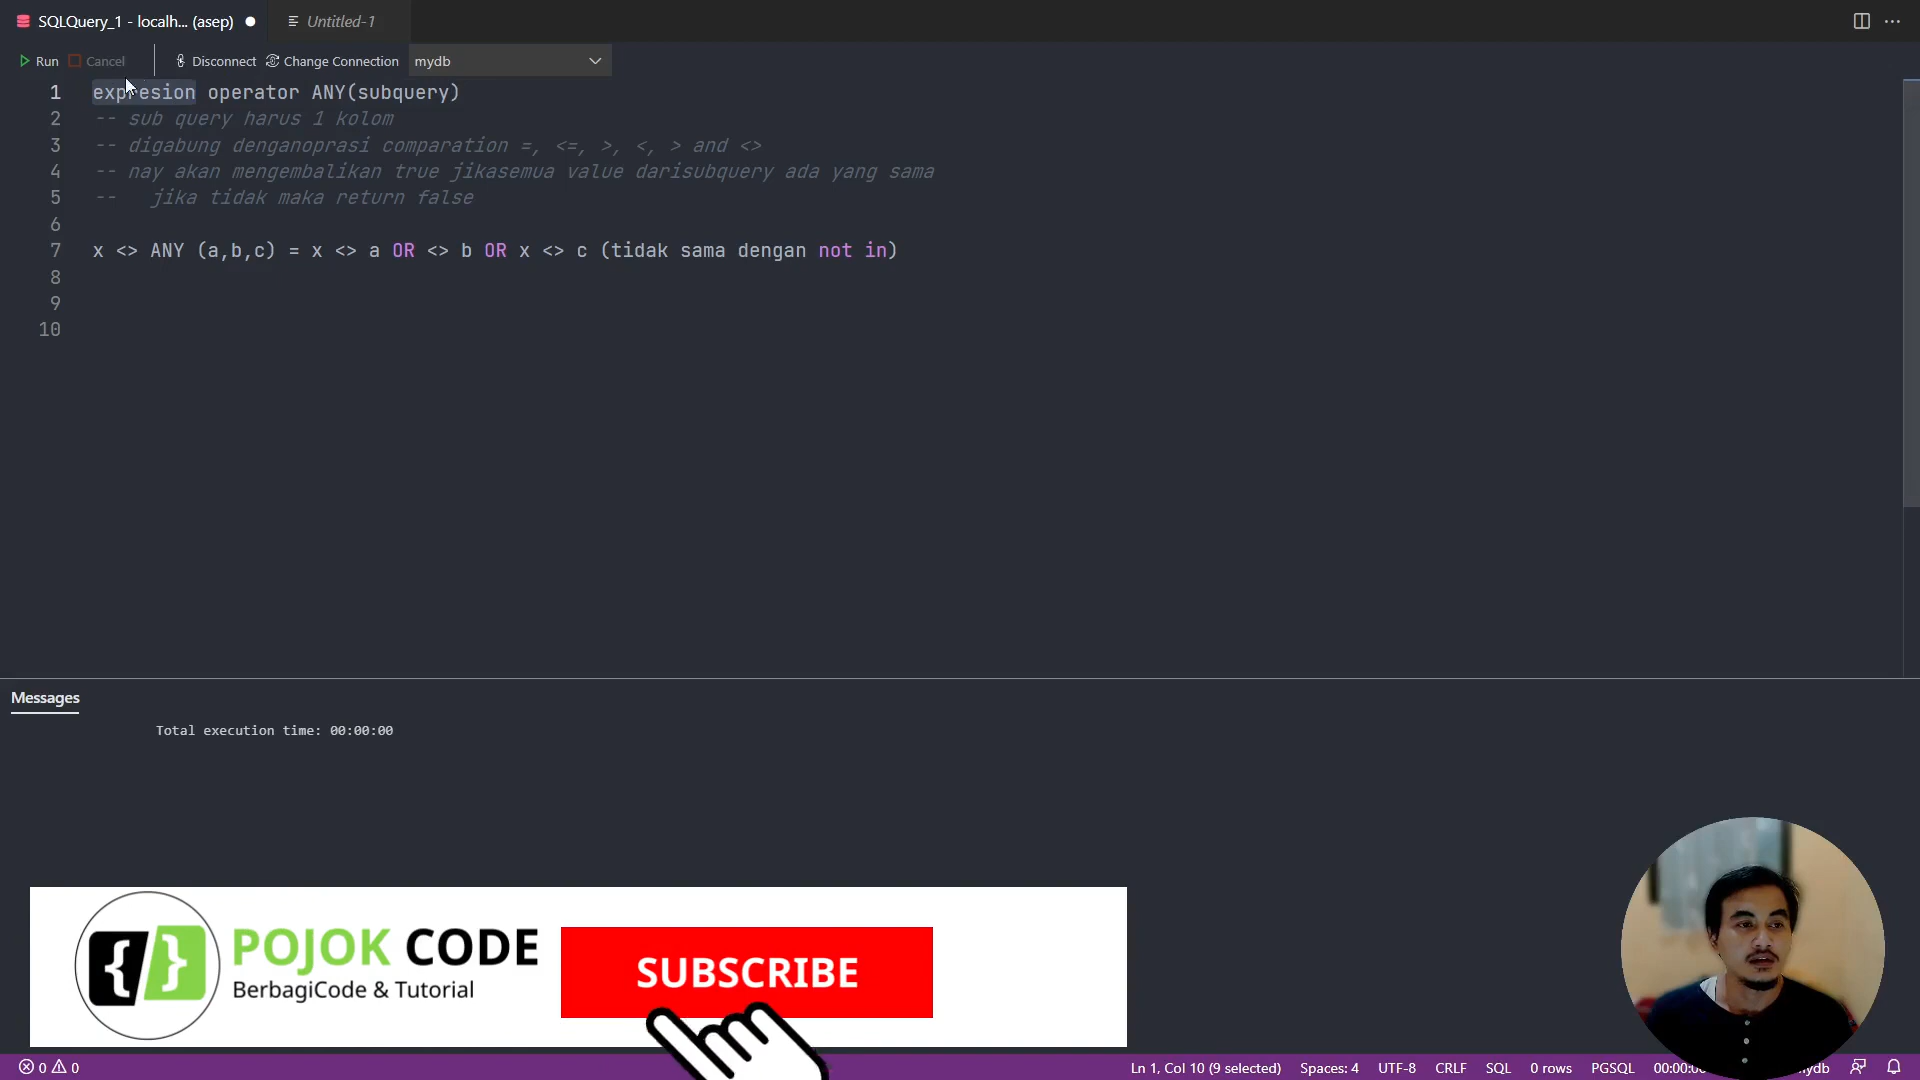 SQLQuery_1 - localh... (asep)
Untitled-1
Run Cancel Disconnect Change Connection mydb
1 expresion operator ANY(subquery)
2 -- sub query harus 1 kolom
3 -- digabung denganoprasi comparation =, <=, >, <, > and <>
4 -- nay akan mengembalikan true jikasemua value darisubquery ada yang sama
5 -- jika tidak maka return false
6
7 x <> ANY (a,b,c) = x <> a OR <> b OR x <> c (tidak sama dengan not in)
8
9
10
Messages
Total execution time: 00:00:00
POJOK CODE
BerbagiCode & Tutorial
SUBSCRIBE
0 0 Ln 1, Col 10 (9 selected) Spaces: 4 UTF-8 CRLF SQL 0 rows PGSQL